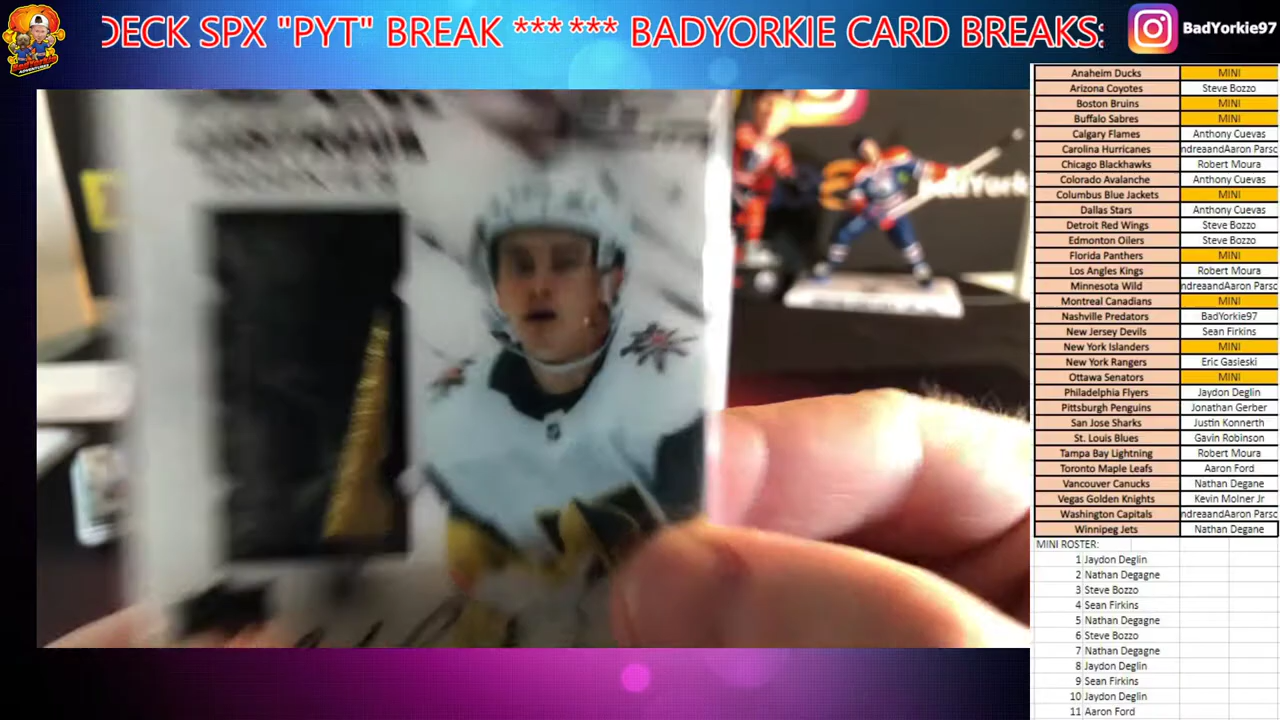 DECK SPX "PYT" BREAK *** *** BADYORKIE CARD BREAKS:
BadYorkie97
Anaheim Ducks MINI
Arizona Coyotes Steve Bozzo
Boston Bruins MINI
Buffalo Sabres MINI
Calgary Flames Anthony Cuevas
Carolina Hurricanes ndreaandAaron Parsc
Chicago Blackhawks Robert Moura
Colorado Avalanche Anthony Cuevas
Columbus Blue Jackets MINI
Dallas Stars Anthony Cuevas
Detroit Red Wings Steve Bozzo
Edmonton Oilers Steve Bozzo
Florida Panthers MINI
Los Angles Kings Robert Moura
Minnesota Wild ndreaandAaron Parsc
Montreal Canadians MINI
Nashville Predators BadYorkie97
New Jersey Devils Sean Firkins
New York Islanders MINI
New York Rangers Eric Gasieski
Ottawa Senators MINI
Philadelphia Flyers Jaydon Deglin
Pittsburgh Penguins Jonathan Gerber
San Jose Sharks Justin Konnerth
St. Louis Blues Gavin Robinson
Tampa Bay Lightning Robert Moura
Toronto Maple Leafs Aaron Ford
Vancouver Canucks Nathan Degane
Vegas Golden Knights Kevin Molner Jr
Washington Capitals ndreaandAaron Parsc
Winnipeg Jets Nathan Degane
MINI ROSTER:
1 Jaydon Deglin
2 Nathan Degagne
3 Steve Bozzo
4 Sean Firkins
5 Nathan Degagne
6 Steve Bozzo
7 Nathan Degagne
8 Jaydon Deglin
9 Sean Firkins
10 Jaydon Deglin
11 Aaron Ford